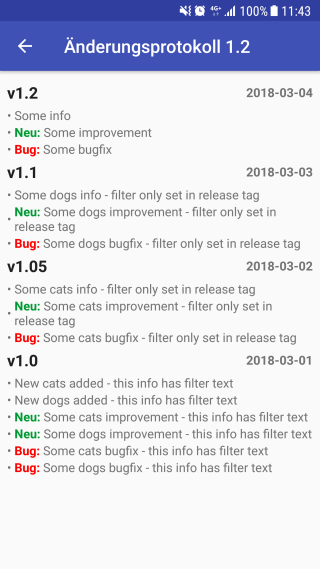 4G+ 100% 11:43
Änderungsprotokoll 1.2
v1.2 2018-03-04
• Some info
• Neu: Some improvement
• Bug: Some bugfix
v1.1 2018-03-03
• Some dogs info - filter only set in release tag
• Neu: Some dogs improvement - filter only set in
release tag
• Bug: Some dogs bugfix - filter only set in release tag
v1.05 2018-03-02
• Some cats info - filter only set in release tag
• Neu: Some cats improvement - filter only set in
release tag
• Bug: Some cats bugfix - filter only set in release tag
v1.0 2018-03-01
• New cats added - this info has filter text
• New dogs added - this info has filter text
• Neu: Some cats improvement - this info has filter text
• Neu: Some dogs improvement - this info has filter text
• Bug: Some cats bugfix - this info has filter text
• Bug: Some dogs bugfix - this info has filter text